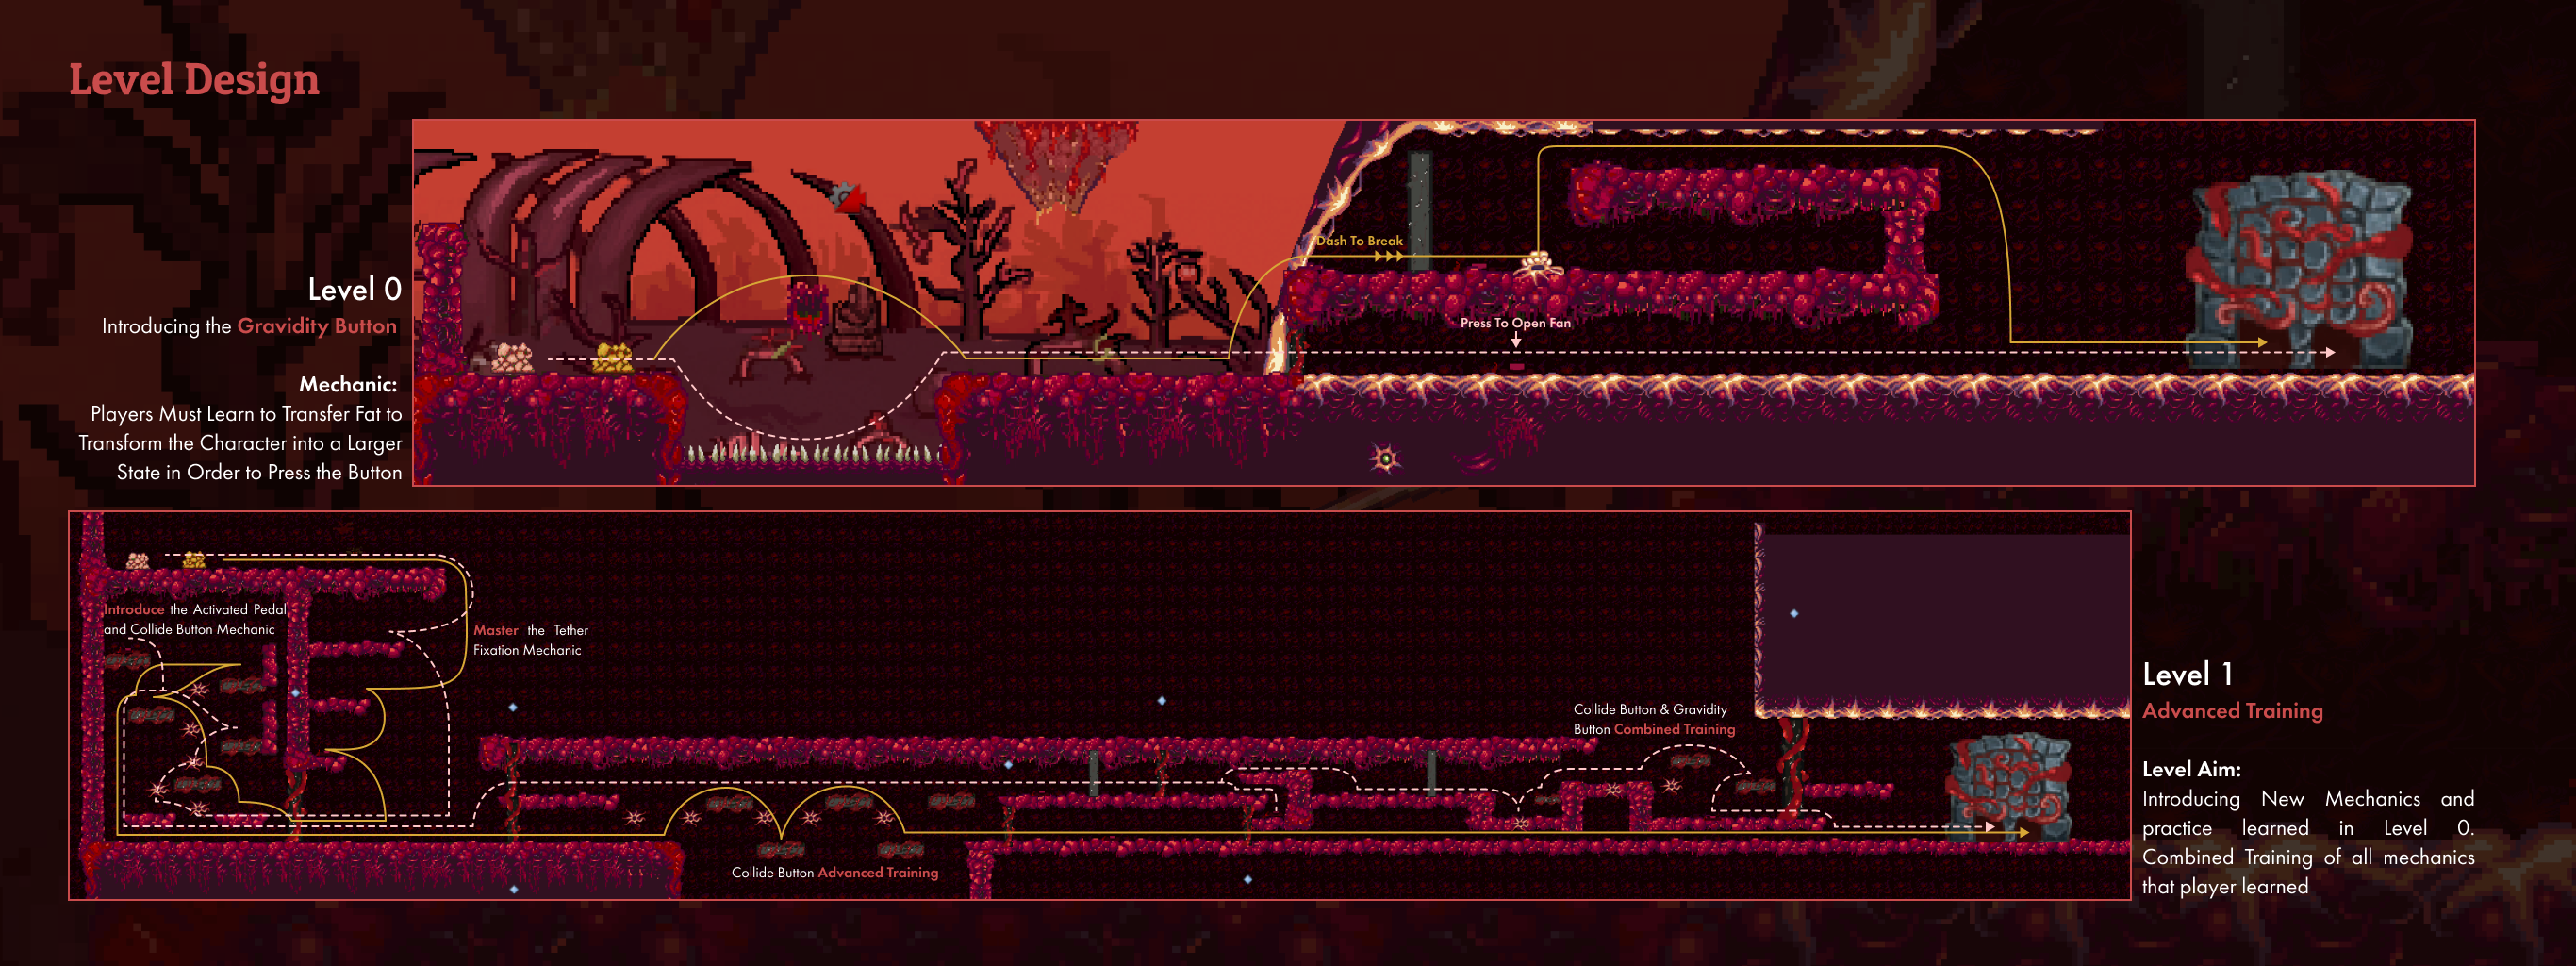 Level Design
Level 0
Introducing the Gravidity Button
Mechanic:
Players Must Learn to Transfer Fat to
Transform the Character into a Larger
State in Order to Press the Button
Dash To Break
Press To Open Fan
Introduce the Activated Pedal
and Collide Button Mechanic
Master the Tether
Fixation Mechanic
Collide Button Advanced Training
Collide Button & Gravidity
Button Combined Training
Level 1
Advanced Training
Level Aim:
Introducing New Mechanics and
practice learned in Level 0.
Combined Training of all mechanics
that player learned